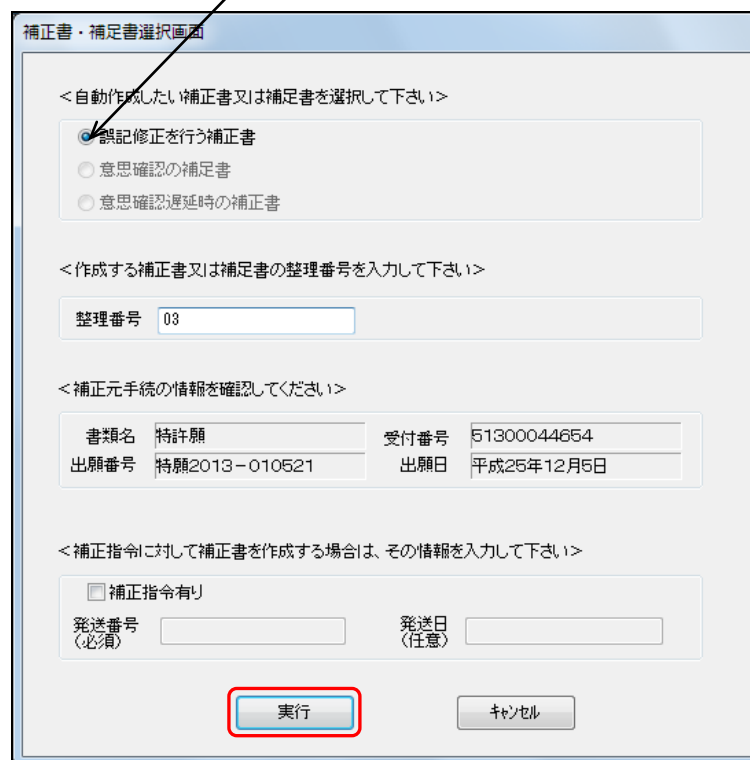 補正書・補足書選択画面
<自動作成したい補正書又は補足書を選択して下さい>
誤記修正を行う補正書
意思確認の補足書
意思確認遅延時の補正書
<作成する補正書又は補足書の整理番号を入力して下さい>
整理番号 03
<補正元手続の情報を確認してください>
書類名 特許願 受付番号 51300044654
出願番号 特願2013-010521 出願日 平成25年12月5日
<補正指令に対して補正書を作成する場合は、その情報を入力して下さい>
補正指令有り
発送番号 発送日
(必須) (任意)
実行 キャンセル